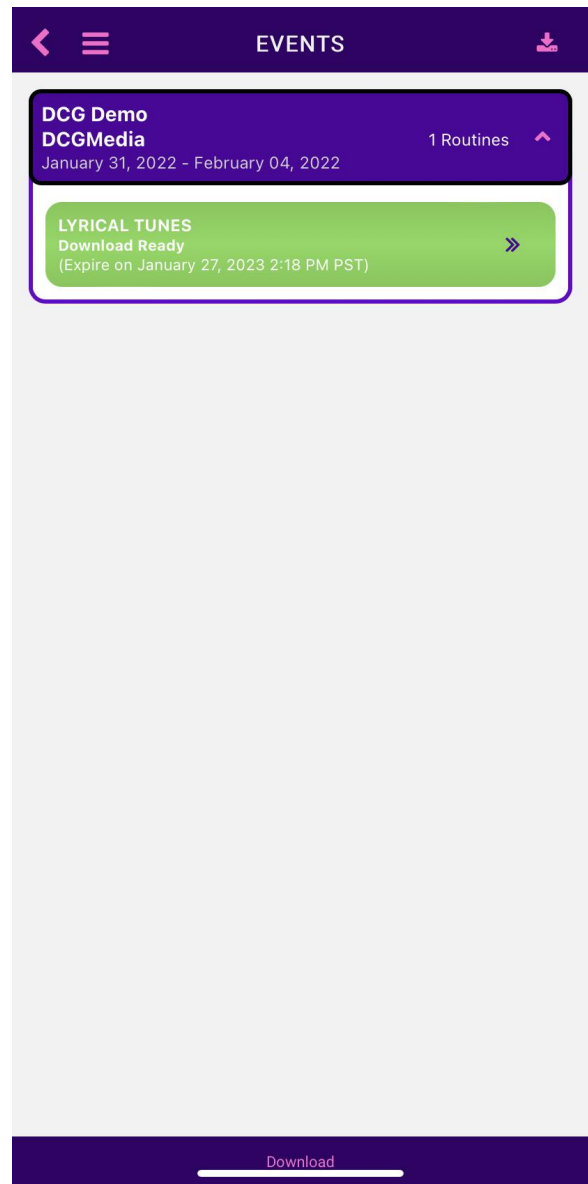 EVENTS
DCG Demo
DCGMedia
1 Routines
January 31, 2022 - February 04, 2022
LYRICAL TUNES
Download Ready
(Expire on January 27, 2023 2:18 PM PST)
Download